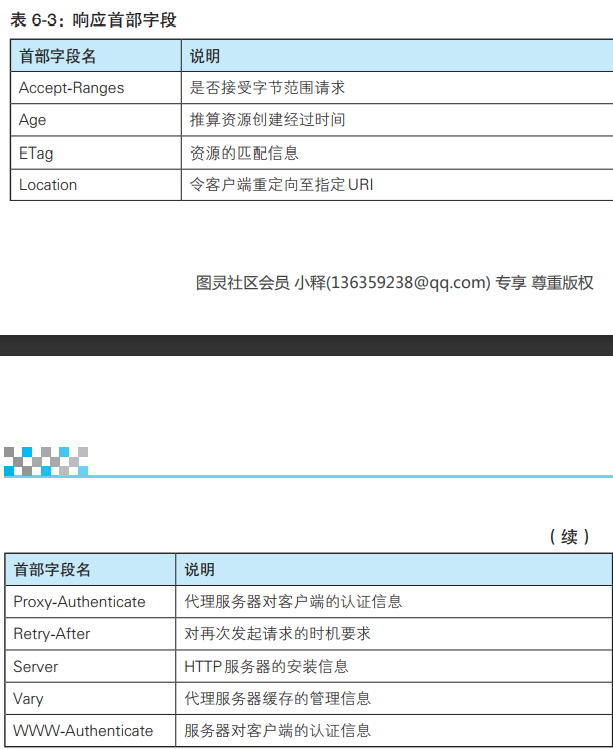 表 6-3：响应首部字段
首部字段名 说明
Accept-Ranges 是否接受字节范围请求
Age 推算资源创建经过时间
ETag 资源的匹配信息
Location 令客户端重定向至指定URI
图灵社区会员 小释(136359238@qq.com) 专享 尊重版权
（续）
首部字段名 说明
Proxy-Authenticate 代理服务器对客户端的认证信息
Retry-After 对再次发起请求的时机要求
Server HTTP服务器的安装信息
Vary 代理服务器缓存的管理信息
WWW-Authenticate 服务器对客户端的认证信息